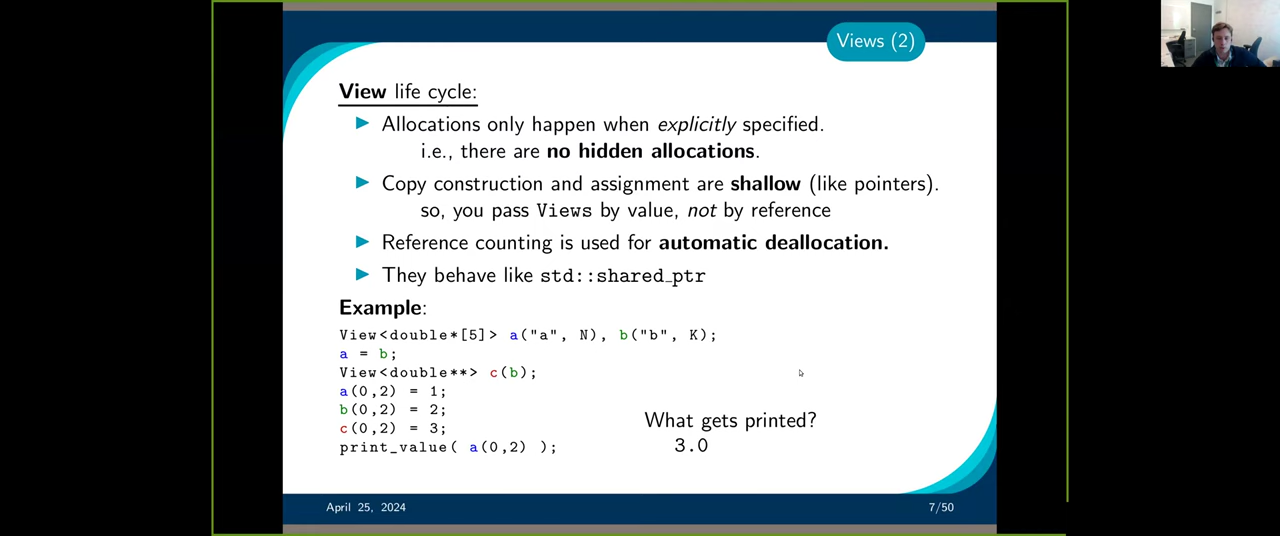 Views (2)
View life cycle:
▶ Allocations only happen when explicitly specified.
i.e., there are no hidden allocations.
▶ Copy construction and assignment are shallow (like pointers).
so, you pass Views by value, not by reference
▶ Reference counting is used for automatic deallocation.
▶ They behave like std::shared_ptr
Example:
View<double*[5]> a("a", N), b("b", K);
a = b;
View<double**> c(b);
a(0,2) = 1;
b(0,2) = 2;
c(0,2) = 3;
print_value( a(0,2) );
What gets printed?
3.0
April 25, 2024
7/50